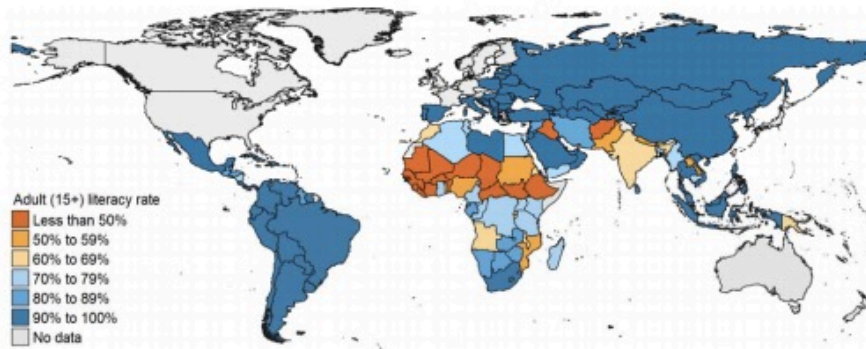 Adult (15+) literacy rate
Less than 50%
50% to 59%
60% to 69%
70% to 79%
80% to 89%
90% to 100%
No data